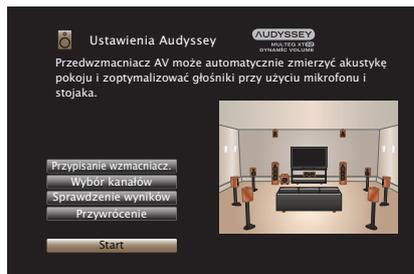 Ustawienia Audyssey
AUDYSSEY
MULTEQ XT32
DYNAMIC VOLUME
Przedwzmacniacz AV może automatycznie zmierzyć akustykę
pokoju i zoptymalizować głośniki przy użyciu mikrofonu i
stojaka.
Przypisanie wzmacniacz.
Wybór kanałów
Sprawdzenie wyników
Przywrócenie
Start